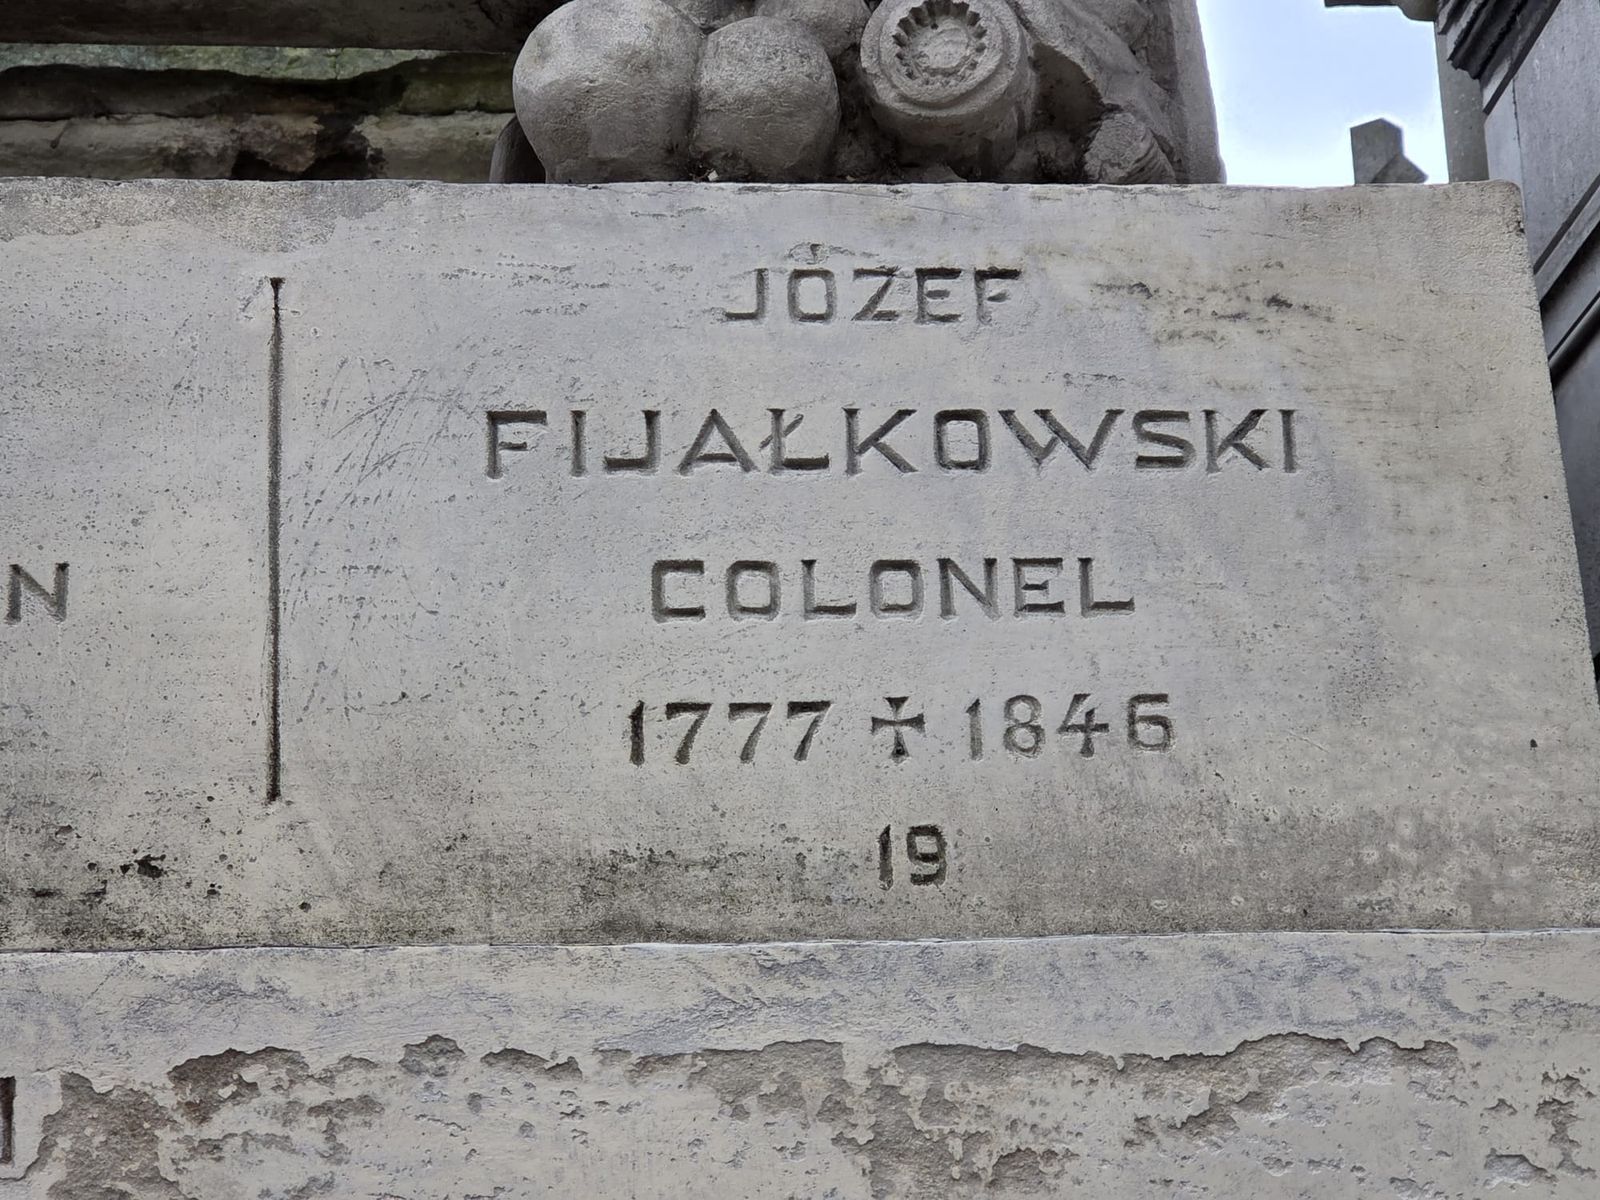 JÓZEF
FIJAŁKOWSKI
COLONEL
1777 ✠ 1846
19
N